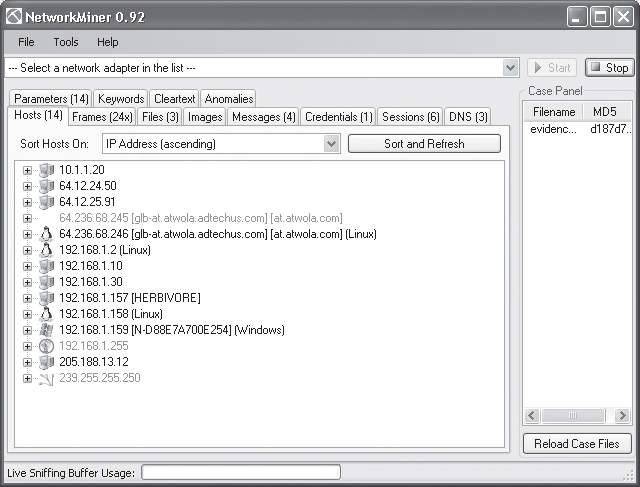 NetworkMiner 0.92
File Tools Help
--- Select a network adapter in the list ---
Start
Stop
Parameters (14) Keywords Cleartext Anomalies
Hosts (14) Frames (24x) Files (3) Images Messages (4) Credentials (1) Sessions (6) DNS (3)
Sort Hosts On: IP Address (ascending) Sort and Refresh
10.1.1.20
64.12.24.50
64.12.25.91
64.236.68.245 [glb-at.atwola.adtechus.com] [at.atwola.com]
64.236.68.246 [glb-at.atwola.adtechus.com] [at.atwola.com] (Linux)
192.168.1.2 (Linux)
192.168.1.10
192.168.1.30
192.168.1.157 [HERBIVORE]
192.168.1.158 (Linux)
192.168.1.159 [N-D88E7A700E254] (Windows)
192.168.1.255
205.188.13.12
239.255.255.250
Case Panel
Filename MD5
evidenc... d187d7...
Reload Case Files
Live Sniffing Buffer Usage: